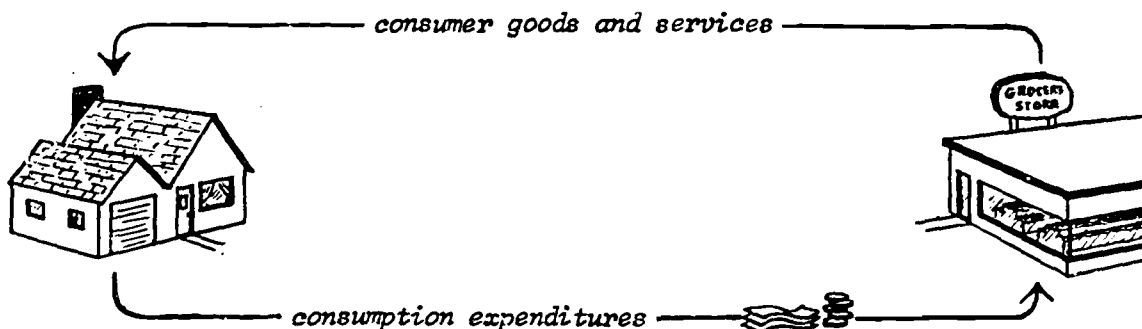 consumer goods and services
GROCERY
STORE
consumption expenditures